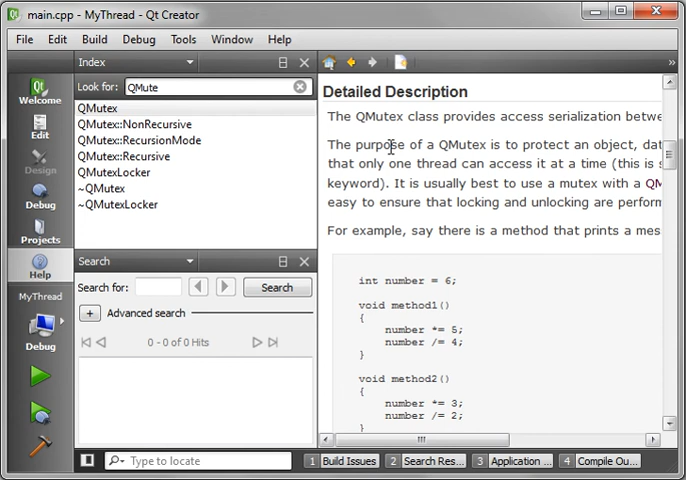 main.cpp - MyThread - Qt Creator
File Edit Build Debug Tools Window Help
Welcome
Edit
Design
Debug
Projects
Help
MyThread
Debug
Index
Look for: QMute
QMutex
QMutex::NonRecursive
QMutex::RecursionMode
QMutex::Recursive
QMutexLocker
~QMutex
~QMutexLocker
Search
Search for: Search
+ Advanced search
0 - 0 of 0 Hits
Detailed Description
The QMutex class provides access serialization betwe
The purpose of a QMutex is to protect an object, dat
that only one thread can access it at a time (this is s
keyword). It is usually best to use a mutex with a QM
easy to ensure that locking and unlocking are perform
For example, say there is a method that prints a mes
int number = 6;
void method1()
{
number *= 5;
number /= 4;
}
void method2()
{
number *= 3;
number /= 2;
}
Type to locate
1 Build Issues 2 Search Res... 3 Application ... 4 Compile Ou...